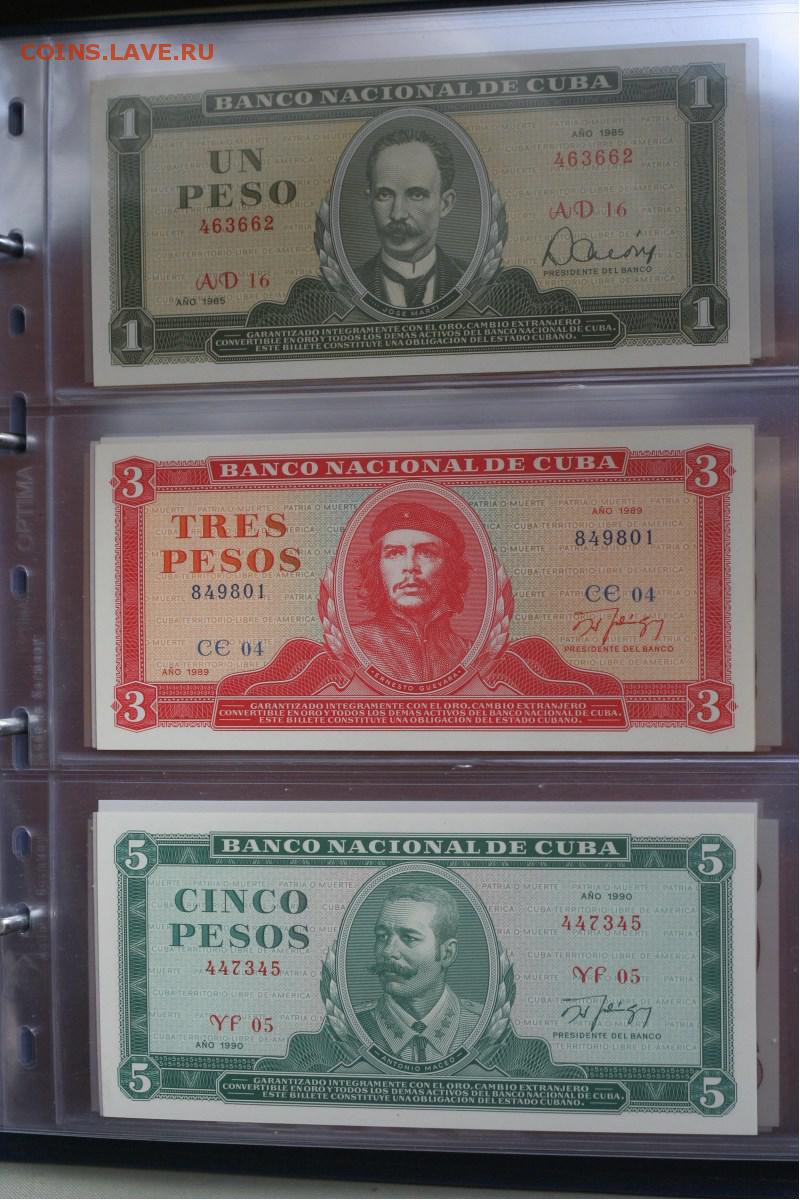 COINS.LAVE.RU
BANCO NACIONAL DE CUBA
1
1
AÑO 1985
UN
PESO
463662
463662
AD 16
AD 16
PRESIDENTE DEL BANCO
AÑO 1985
JOSE MARTI
1
1
GARANTIZADO INTEGRAMENTE CON EL ORO, CAMBIO EXTRANJERO
CONVERTIBLE EN ORO Y TODOS LOS DEMAS ACTIVOS DEL BANCO NACIONAL DE CUBA.
ESTE BILLETE CONSTITUYE UNA OBLIGACION DEL ESTADO CUBANO.
BANCO NACIONAL DE CUBA
3
3
OPTIMA
AÑO 1989
TRES
PESOS
849801
849801
CE 04
CE 04
PRESIDENTE DEL BANCO
AÑO 1989
ERNESTO GUEVARA
3
3
GARANTIZADO INTEGRAMENTE CON EL ORO, CAMBIO EXTRANJERO
CONVERTIBLE EN ORO Y TODOS LOS DEMAS ACTIVOS DEL BANCO NACIONAL DE CUBA.
ESTE BILLETE CONSTITUYE UNA OBLIGACION DEL ESTADO CUBANO.
BANCO NACIONAL DE CUBA
5
5
AÑO 1990
CINCO
PESOS
447345
447345
YF 05
YF 05
PRESIDENTE DEL BANCO
AÑO 1990
ANTONIO MACEO
5
5
GARANTIZADO INTEGRAMENTE CON EL ORO, CAMBIO EXTRANJERO
CONVERTIBLE EN ORO Y TODOS LOS DEMAS ACTIVOS DEL BANCO NACIONAL DE CUBA.
ESTE BILLETE CONSTITUYE UNA OBLIGACION DEL ESTADO CUBANO.